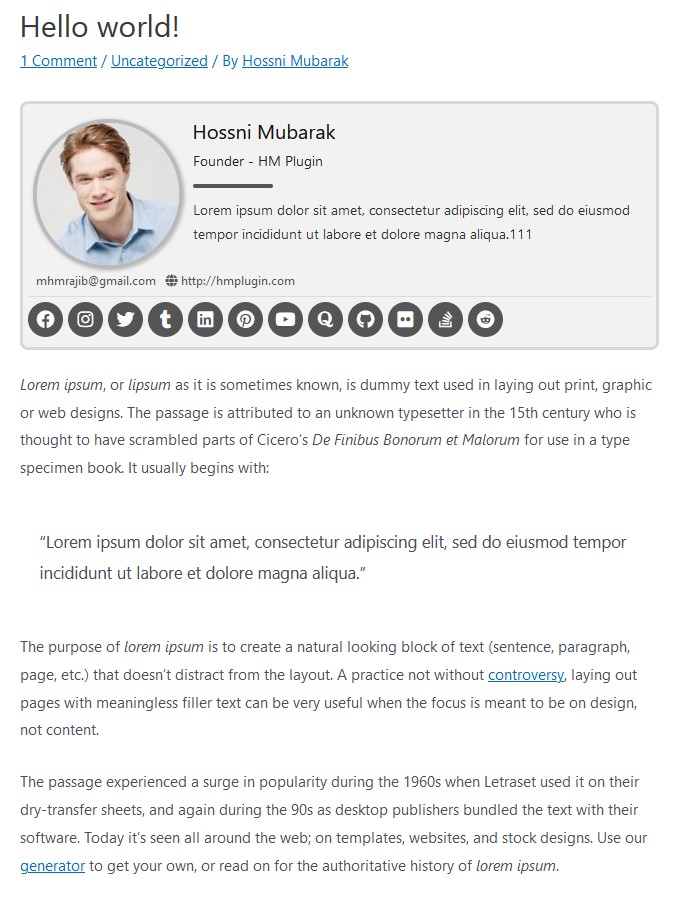 Hello world!
1 Comment / Uncategorized / By Hossni Mubarak
Hossni Mubarak
Founder - HM Plugin
Lorem ipsum dolor sit amet, consectetur adipiscing elit, sed do eiusmod
tempor incididunt ut labore et dolore magna aliqua.111
mhmrajib@gmail.com http://hmplugin.com
Lorem ipsum, or lipsum as it is sometimes known, is dummy text used in laying out print, graphic
or web designs. The passage is attributed to an unknown typesetter in the 15th century who is
thought to have scrambled parts of Cicero’s De Finibus Bonorum et Malorum for use in a type
specimen book. It usually begins with:
“Lorem ipsum dolor sit amet, consectetur adipiscing elit, sed do eiusmod tempor
incididunt ut labore et dolore magna aliqua.”
The purpose of lorem ipsum is to create a natural looking block of text (sentence, paragraph,
page, etc.) that doesn’t distract from the layout. A practice not without controversy, laying out
pages with meaningless filler text can be very useful when the focus is meant to be on design,
not content.
The passage experienced a surge in popularity during the 1960s when Letraset used it on their
dry-transfer sheets, and again during the 90s as desktop publishers bundled the text with their
software. Today it’s seen all around the web; on templates, websites, and stock designs. Use our
generator to get your own, or read on for the authoritative history of lorem ipsum.